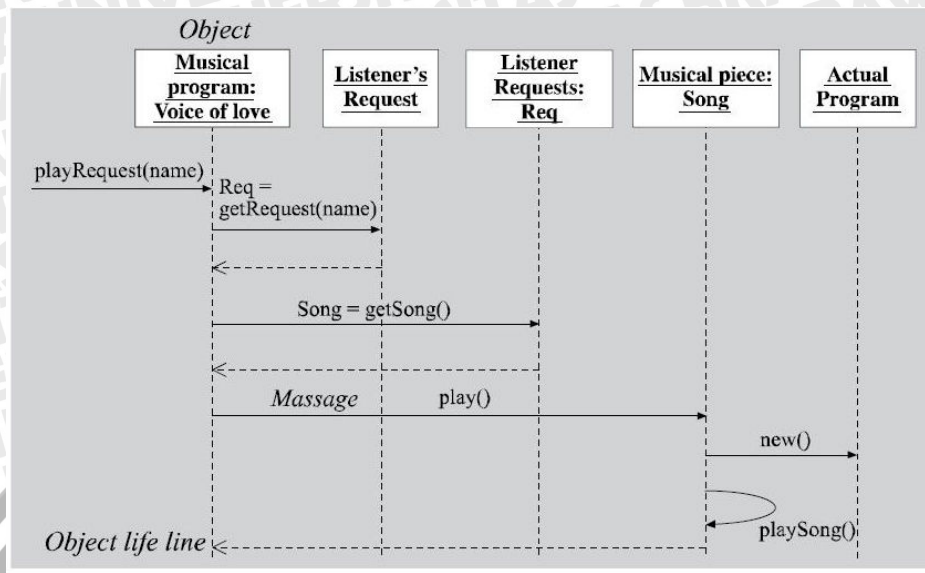 Object
Musical
program:
Voice of love
Listener's
Request
Listener
Requests:
Req
Musical piece:
Song
Actual
Program
playRequest(name)
Req =
getRequest(name)
Song = getSong()
Massage
play()
new()
playSong()
Object life line